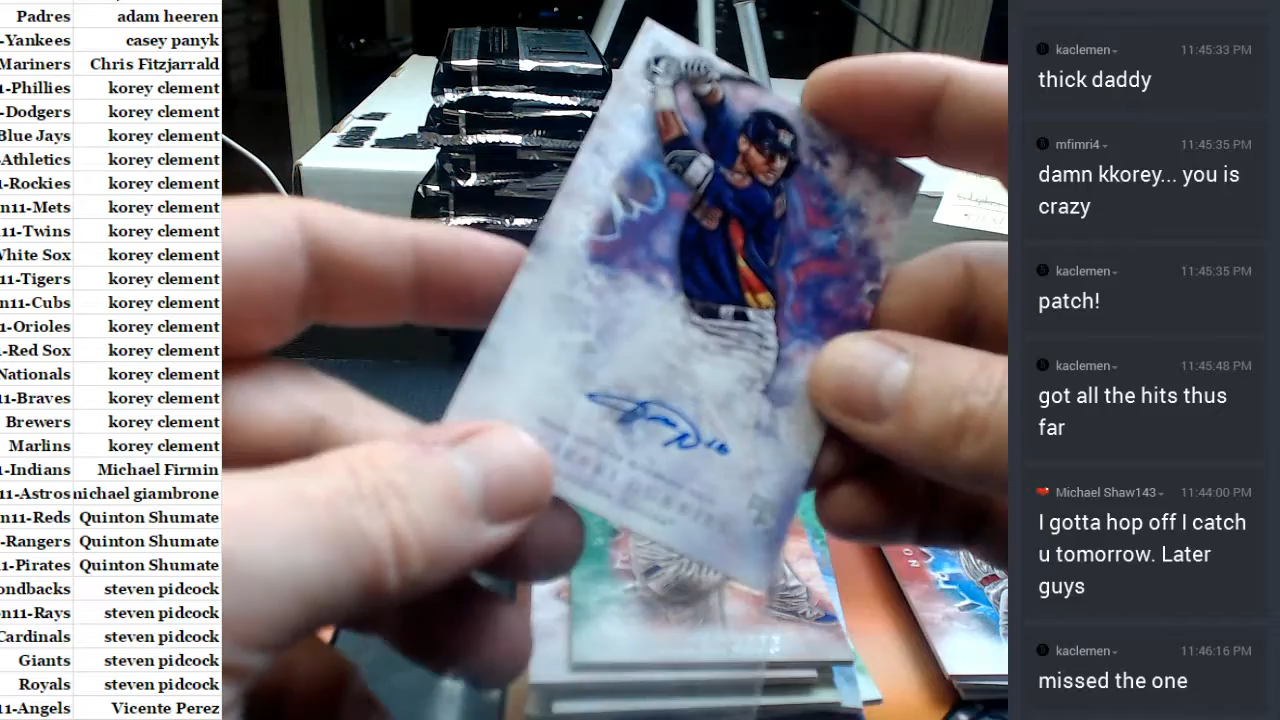 Padres adam heeren
-Yankees casey panyk
Mariners Chris Fitzjarrald
1-Phillies korey clement
-Dodgers korey clement
Blue Jays korey clement
Athletics korey clement
1-Rockies korey clement
n11-Mets korey clement
11-Twins korey clement
White Sox korey clement
11-Tigers korey clement
n11-Cubs korey clement
1-Orioles korey clement
-Red Sox korey clement
Nationals korey clement
11-Braves korey clement
Brewers korey clement
Marlins korey clement
1-Indians Michael Firmin
11-Astros michael giambrone
n11-Reds Quinton Shumate
-Rangers Quinton Shumate
1-Pirates Quinton Shumate
ondbacks steven pidcock
on11-Rays steven pidcock
Cardinals steven pidcock
Giants steven pidcock
Royals steven pidcock
11-Angels Vicente Perez
kaclemen 11:45:33 PM
thick daddy
mfimri4 11:45:35 PM
damn kkorey... you is
crazy
kaclemen 11:45:35 PM
patch!
kaclemen 11:45:48 PM
got all the hits thus
far
Michael Shaw143 11:44:00 PM
I gotta hop off I catch
u tomorrow. Later
guys
kaclemen 11:46:16 PM
missed the one